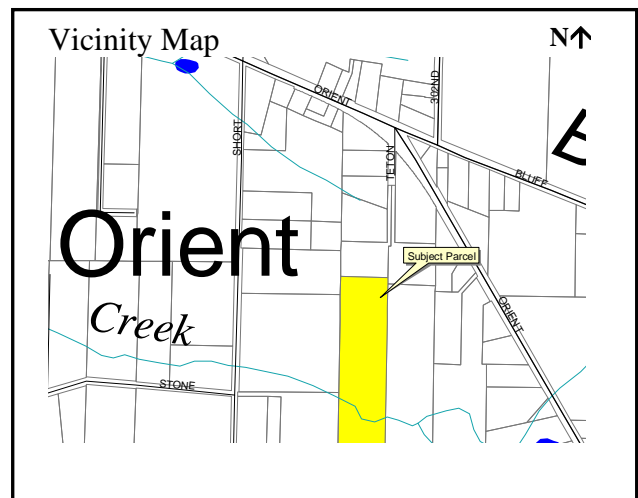 Vicinity Map
N↑
ORIENT
302ND
SHORT
TETON
BLUFF
Orient
Subject Parcel
Creek
ORIENT
STONE